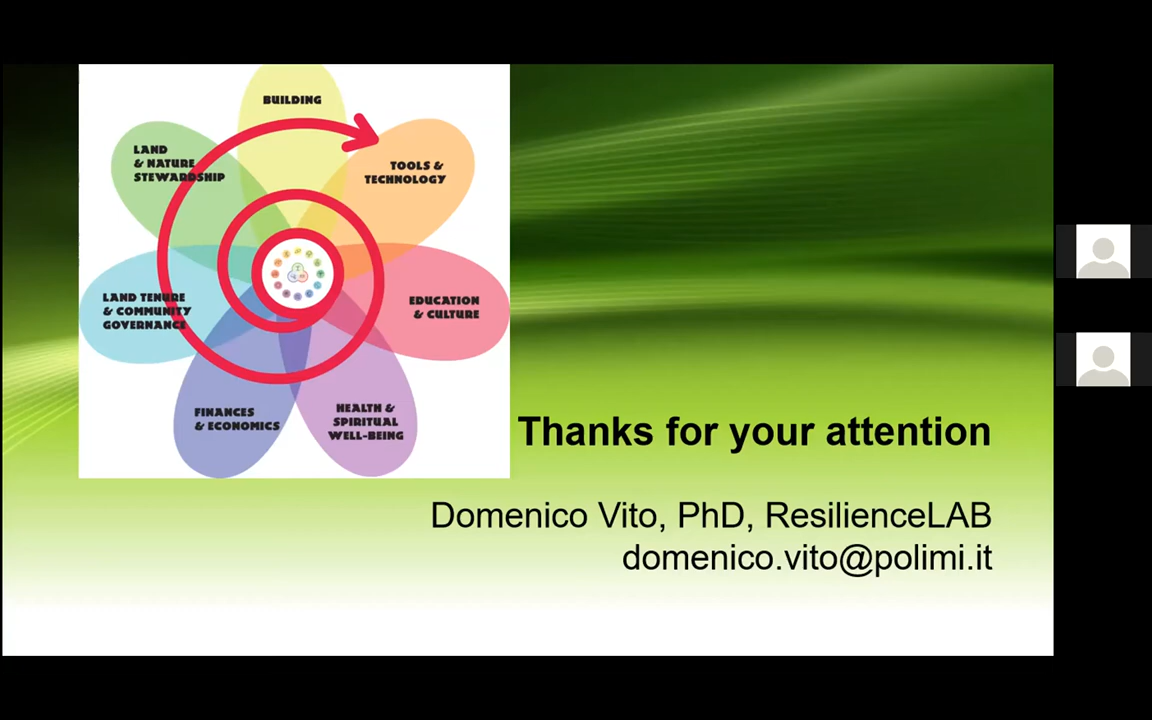 BUILDING
LAND
& NATURE
STEWARDSHIP
TOOLS &
TECHNOLOGY
LAND TENURE
& COMMUNITY
GOVERNANCE
EDUCATION
& CULTURE
FINANCES
& ECONOMICS
HEALTH &
SPIRITUAL
WELL-BEING
Thanks for your attention
Domenico Vito, PhD, ResilienceLAB
domenico.vito@polimi.it